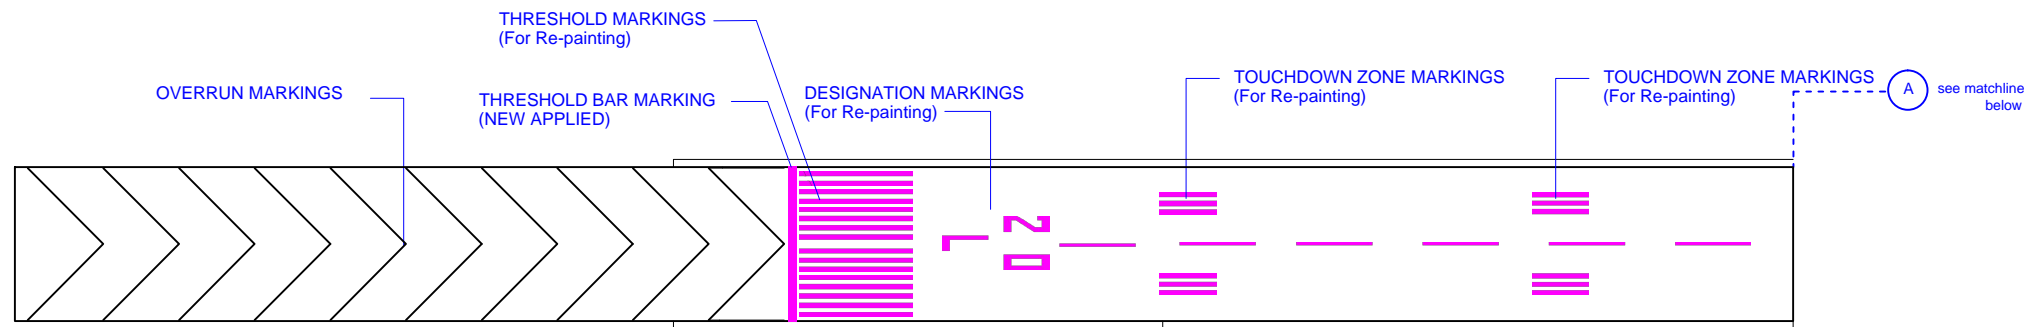 THRESHOLD MARKINGS
(For Re-painting)
OVERRUN MARKINGS
THRESHOLD BAR MARKING
(NEW APPLIED)
DESIGNATION MARKINGS
(For Re-painting)
TOUCHDOWN ZONE MARKINGS
(For Re-painting)
TOUCHDOWN ZONE MARKINGS
(For Re-painting)
A
see matchline
below
L
02